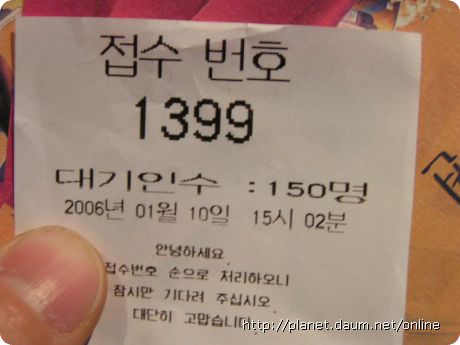 접수 번호
1399
대기인수 : 150명
2006년 01월 10일 15시 02분
안녕하세요
접수번호 순으로 처리하오니
잠시만 기다려 주십시오
대단히 고맙습니다
http://planet.daum.net/online